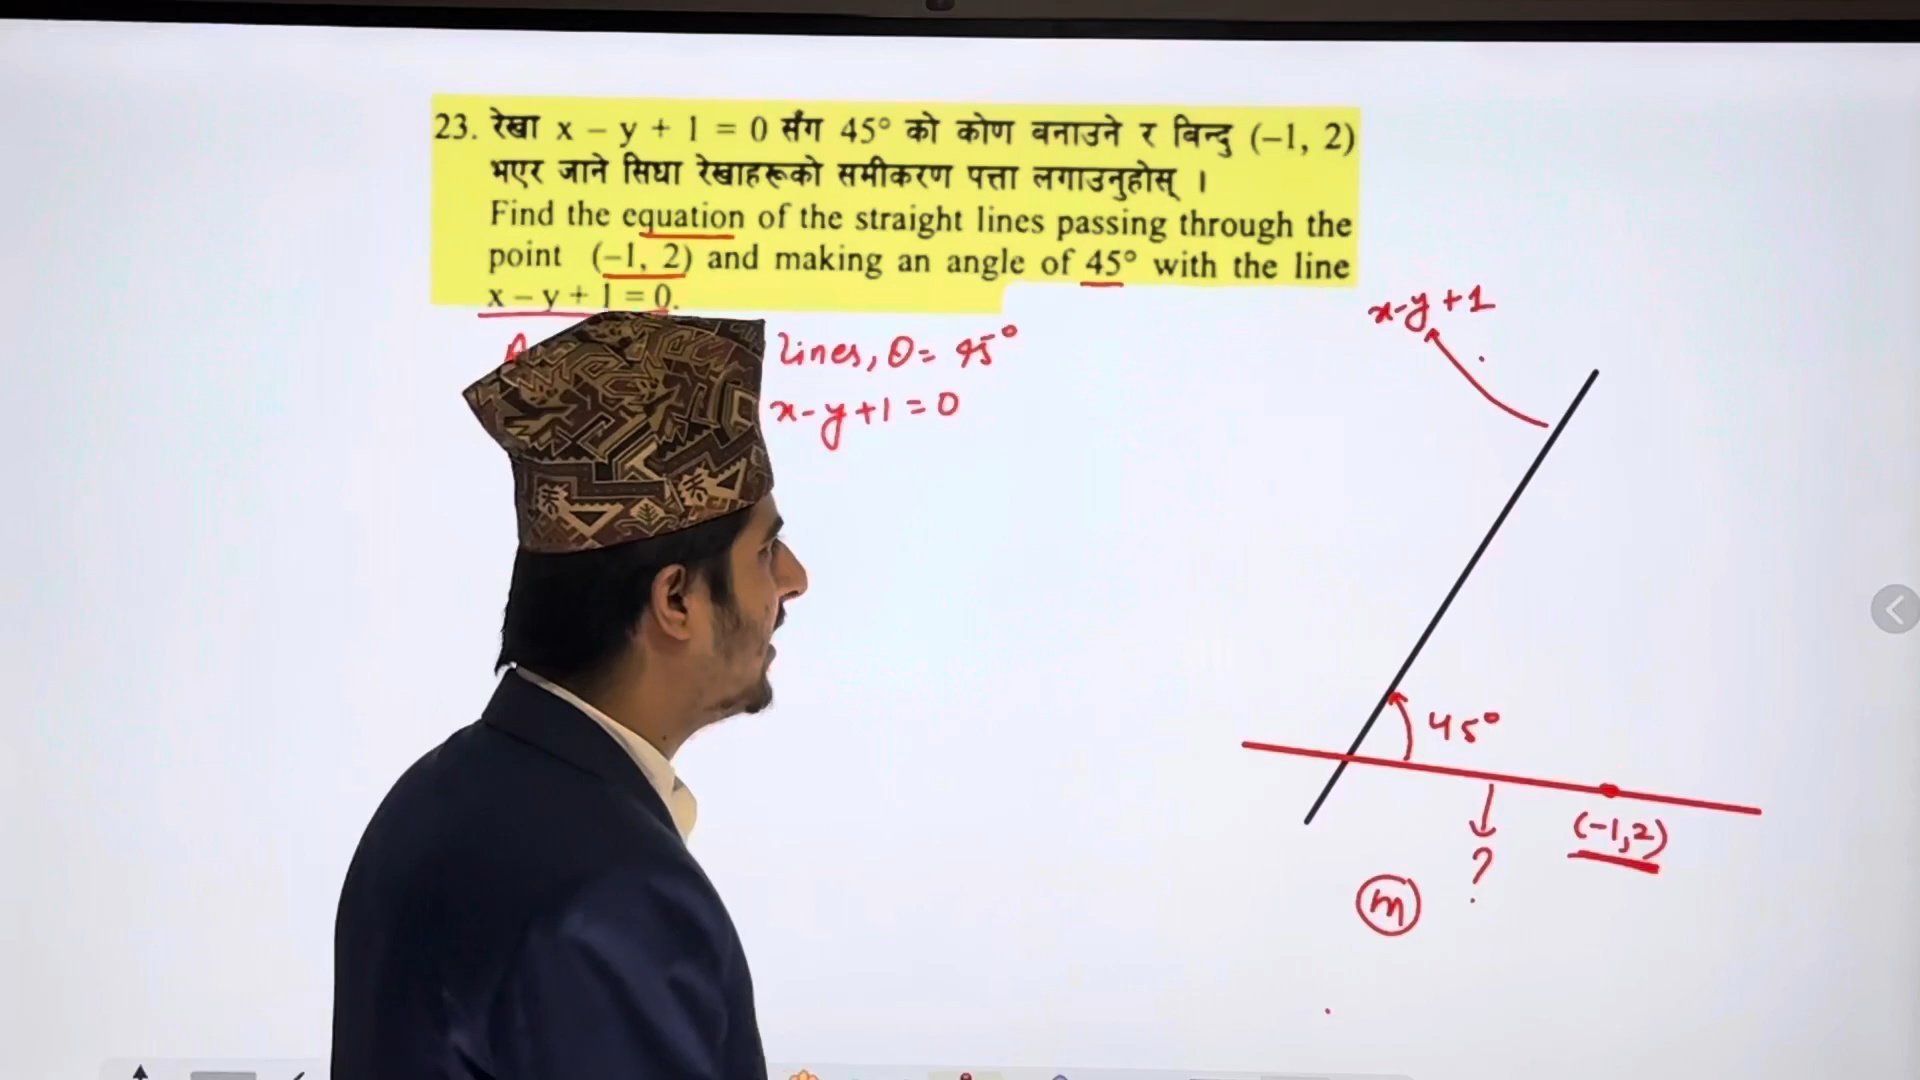 23. रेखा x – y + 1 = 0 सँग 45° को कोण बनाउने र बिन्दु (–1, 2)
भएर जाने सिधा रेखाहरूको समीकरण पत्ता लगाउनुहोस् ।
Find the equation of the straight lines passing through the
point (–1, 2) and making an angle of 45° with the line
x – y + 1 = 0.
lines, θ = 45°
x-y+1=0
x-y+1
45°
(-1,2)
?
m